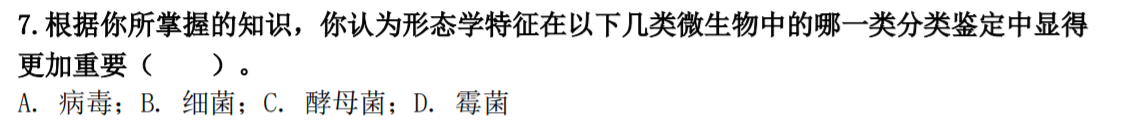 7.根据你所掌握的知识，你认为形态学特征在以下几类微生物中的哪一类分类鉴定中显得
更加重要（    ）。
A. 病毒；B. 细菌；C. 酵母菌；D. 霉菌